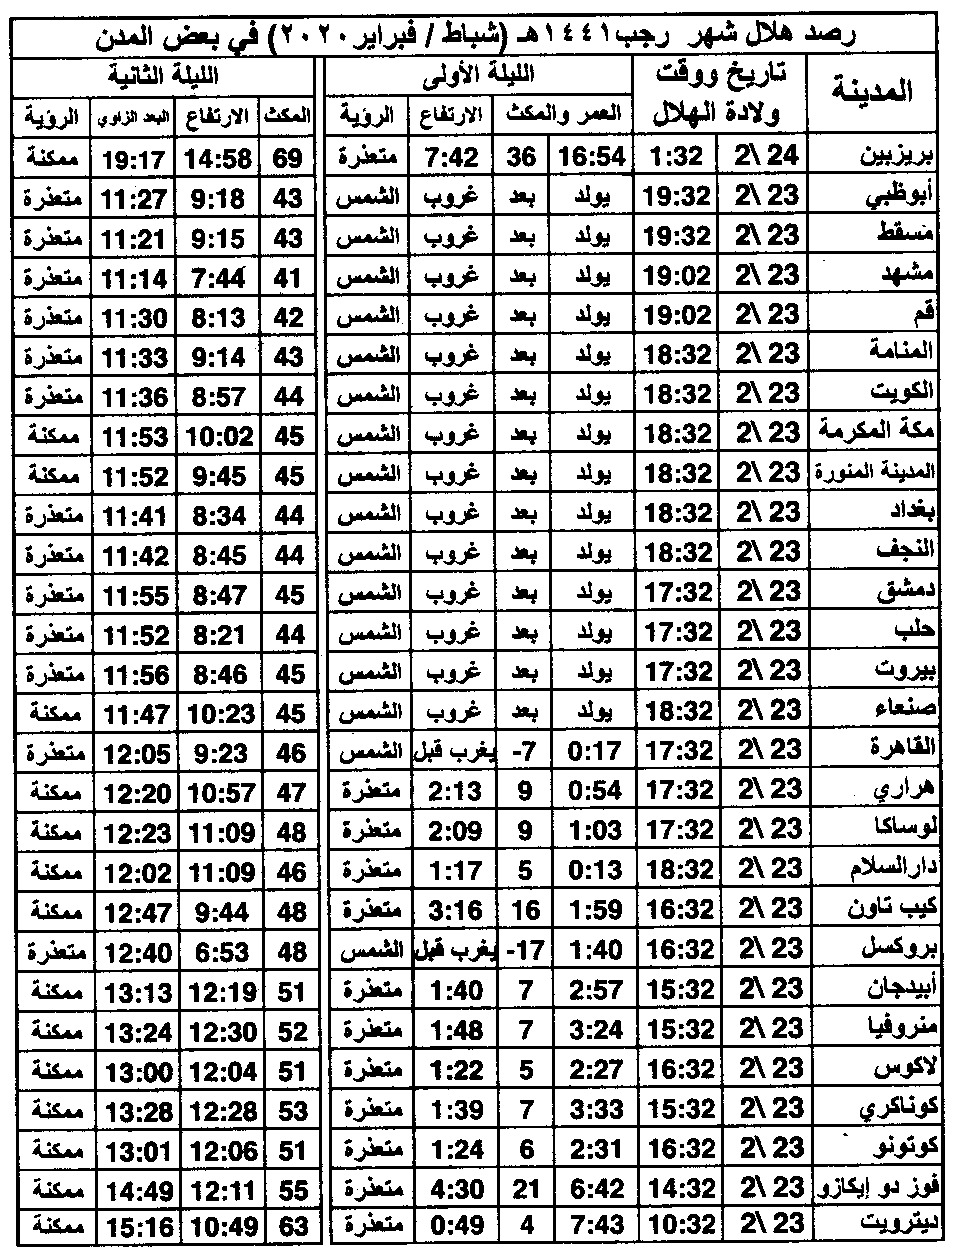 رصد هلال شهر رجب١٤٤١هـ (شباط / فبراير٢٠٢٠) في بعض المدن
المدينة تاريخ ووقت ولادة الهلال الليلة الأولى الليلة الثانية
العمر والمكث الارتفاع الرؤية المكث الارتفاع البعد الزاوي الرؤية
بريزبين 24 \2 1:32 16:54 36 7:42 متعذرة 69 14:58 19:17 ممكنة
أبوظبي 23 \2 19:32 يولد بعد غروب الشمس 43 9:18 11:27 متعذرة
مسقط 23 \2 19:32 يولد بعد غروب الشمس 43 9:15 11:21 متعذرة
مشهد 23 \2 19:02 يولد بعد غروب الشمس 41 7:44 11:14 متعذرة
قم 23 \2 19:02 يولد بعد غروب الشمس 42 8:13 11:30 متعذرة
المنامة 23 \2 18:32 يولد بعد غروب الشمس 43 9:14 11:33 متعذرة
الكويت 23 \2 18:32 يولد بعد غروب الشمس 44 8:57 11:36 متعذرة
مكة المكرمة 23 \2 18:32 يولد بعد غروب الشمس 45 10:02 11:53 ممكنة
المدينة المنورة 23 \2 18:32 يولد بعد غروب الشمس 45 9:45 11:52 ممكنة
بغداد 23 \2 18:32 يولد بعد غروب الشمس 44 8:34 11:41 متعذرة
النجف 23 \2 18:32 يولد بعد غروب الشمس 44 8:45 11:42 متعذرة
دمشق 23 \2 17:32 يولد بعد غروب الشمس 45 8:47 11:55 متعذرة
حلب 23 \2 17:32 يولد بعد غروب الشمس 44 8:21 11:52 متعذرة
بيروت 23 \2 17:32 يولد بعد غروب الشمس 45 8:46 11:56 متعذرة
صنعاء 23 \2 18:32 يولد بعد غروب الشمس 45 10:23 11:47 ممكنة
القاهرة 23 \2 17:32 0:17 -7 يغرب قبل الشمس 46 9:23 12:05 متعذرة
هراري 23 \2 17:32 0:54 9 2:13 متعذرة 47 10:57 12:20 ممكنة
لوساكا 23 \2 17:32 1:03 9 2:09 متعذرة 48 11:09 12:23 ممكنة
دارالسلام 23 \2 18:32 0:13 5 1:17 متعذرة 46 11:09 12:02 ممكنة
كيب تاون 23 \2 16:32 1:59 16 3:16 متعذرة 48 9:44 12:47 ممكنة
بروكسل 23 \2 16:32 1:40 -17 يغرب قبل الشمس 48 6:53 12:40 متعذرة
أبيدجان 23 \2 15:32 2:57 7 1:40 متعذرة 51 12:19 13:13 ممكنة
منروفيا 23 \2 15:32 3:24 7 1:48 متعذرة 52 12:30 13:24 ممكنة
لاكوس 23 \2 16:32 2:27 5 1:22 متعذرة 51 12:04 13:00 ممكنة
كوناكري 23 \2 15:32 3:33 7 1:39 متعذرة 53 12:28 13:28 ممكنة
كوتونو 23 \2 16:32 2:31 6 1:24 متعذرة 51 12:06 13:01 ممكنة
فوز دو إيكازو 23 \2 14:32 6:42 21 4:30 متعذرة 55 12:11 14:49 ممكنة
ديترويت 23 \2 10:32 7:43 4 0:49 متعذرة 63 10:49 15:16 ممكنة